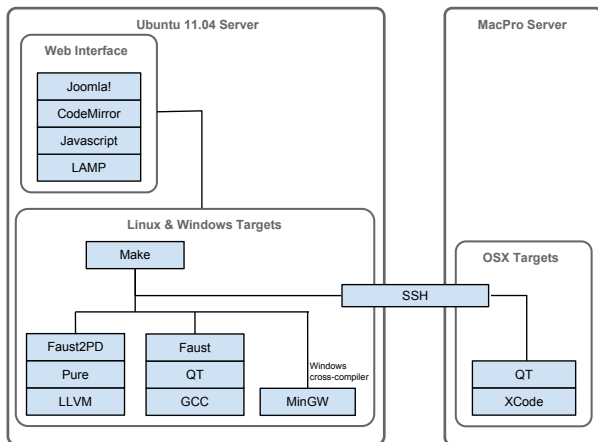 Ubuntu 11.04 Server
MacPro Server
Web Interface
Joomla!
CodeMirror
Javascript
LAMP
Linux & Windows Targets
Make
OSX Targets
SSH
Faust2PD
Pure
LLVM
Faust
QT
GCC
Windows
cross-compiler
MinGW
QT
XCode